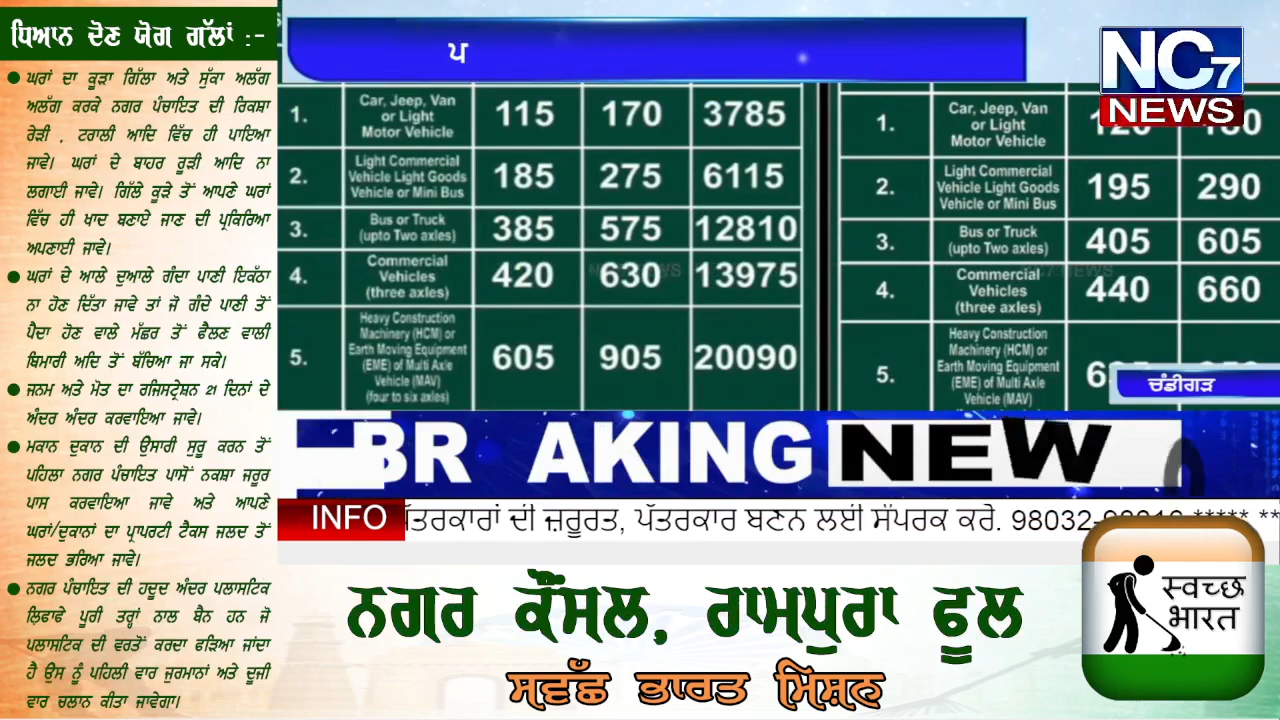 ਧਿਆਨ ਦੇਣ ਯੋਗ ਗੱਲਾਂ :-
● ਘਰਾਂ ਦਾ ਕੂੜਾ ਗਿੱਲਾ ਅਤੇ ਸੁੱਕਾ ਅਲੱਗ
ਅਲੱਗ ਕਰਕੇ ਨਗਰ ਪੰਚਾਇਤ ਦੀ ਰਿਕਸ਼ਾ
ਰੇੜੀ , ਟਰਾਲੀ ਆਦਿ ਵਿੱਚ ਹੀ ਪਾਇਆ
ਜਾਵੇ। ਘਰਾਂ ਦੇ ਬਾਹਰ ਰੂੜੀ ਆਦਿ ਨਾ
ਲਗਾਈ ਜਾਵੇ। ਗਿੱਲੇ ਕੂੜੇ ਤੋਂ ਆਪਣੇ ਘਰਾਂ
ਵਿੱਚ ਹੀ ਖਾਦ ਬਣਾਏ ਜਾਣ ਦੀ ਪ੍ਰਕਿਰਿਆ
ਅਪਣਾਈ ਜਾਵੇ।
● ਘਰਾਂ ਦੇ ਆਲੇ ਦੁਆਲੇ ਗੰਦਾ ਪਾਣੀ ਇਕੱਠਾ
ਨਾ ਹੋਣ ਦਿੱਤਾ ਜਾਵੇ ਤਾਂ ਜੋ ਗੰਦੇ ਪਾਣੀ ਤੋਂ
ਪੈਦਾ ਹੋਣ ਵਾਲੇ ਮੱਛਰ ਤੋਂ ਫੈਲਣ ਵਾਲੀ
ਬਿਮਾਰੀ ਅਦਿ ਤੋਂ ਬੱਚਿਆ ਜਾ ਸਕੇ।
● ਜਨਮ ਅਤੇ ਮੌਤ ਦਾ ਰਜਿਸਟ੍ਰੇਸ਼ਨ 21 ਦਿਨਾਂ ਦੇ
ਅੰਦਰ ਅੰਦਰ ਕਰਵਾਇਆ ਜਾਵੇ।
● ਮਕਾਨ ਦੁਕਾਨ ਦੀ ਉਸਾਰੀ ਸੁਰੂ ਕਰਨ ਤੋਂ
ਪਹਿਲਾ ਨਗਰ ਪੰਚਾਇਤ ਪਾਸੋਂ ਨਕਸ਼ਾ ਜਰੂਰ
ਪਾਸ ਕਰਵਾਇਆ ਜਾਵੇ ਅਤੇ ਆਪਣੇ
ਘਰਾਂ/ਦੁਕਾਨਾਂ ਦਾ ਪ੍ਰਾਪਰਟੀ ਟੈਕਸ ਜਲਦ ਤੋਂ
ਜਲਦ ਭਰਿਆ ਜਾਵੇ।
● ਨਗਰ ਪੰਚਾਇਤ ਦੀ ਹਦੂਦ ਅੰਦਰ ਪਲਾਸਟਿਕ
ਲਿਫਾਫੇ ਪੂਰੀ ਤਰ੍ਹਾਂ ਨਾਲ ਬੈਨ ਹਨ ਜੋ
ਪਲਾਸਟਿਕ ਦੀ ਵਰਤੋਂ ਕਰਦਾ ਫੜਿਆ ਜਾਂਦਾ
ਹੈ ਉਸ ਨੂੰ ਪਹਿਲੀ ਵਾਰ ਜੁਰਮਾਨਾਂ ਅਤੇ ਦੂਜੀ
ਵਾਰ ਚਲਾਨ ਕੀਤਾ ਜਾਵੇਗਾ।
ਪ
NC7
NEWS
1. Car, Jeep, Van or Light Motor Vehicle 115 170 3785
2. Light Commercial Vehicle Light Goods Vehicle or Mini Bus 185 275 6115
3. Bus or Truck (upto Two axles) 385 575 12810
4. Commercial Vehicles (three axles) 420 630 13975
5. Heavy Construction Machinery (HCM) or Earth Moving Equipment (EME) of Multi Axle Vehicle (MAV) (four to six axles) 605 905 20090
1. Car, Jeep, Van or Light Motor Vehicle
2. Light Commercial Vehicle Light Goods Vehicle or Mini Bus 195 290
3. Bus or Truck (upto Two axles) 405 605
4. Commercial Vehicles (three axles) 440 660
5. Heavy Construction Machinery (HCM) or Earth Moving Equipment (EME) of Multi Axle Vehicle (MAV)
NC7 NEWS
ਚੰਡੀਗੜ
BR AKING NEW
INFO ਪੱਤਰਕਾਰਾਂ ਦੀ ਜ਼ਰੂਰਤ, ਪੱਤਰਕਾਰ ਬਣਨ ਲਈ ਸੰਪਰਕ ਕਰੋ. 98032-
ਨਗਰ ਕੌਂਸਲ, ਰਾਮਪੁਰਾ ਫੂਲ
ਸਵੱਛ ਭਾਰਤ ਮਿਸ਼ਨ
स्वच्छ
भारत